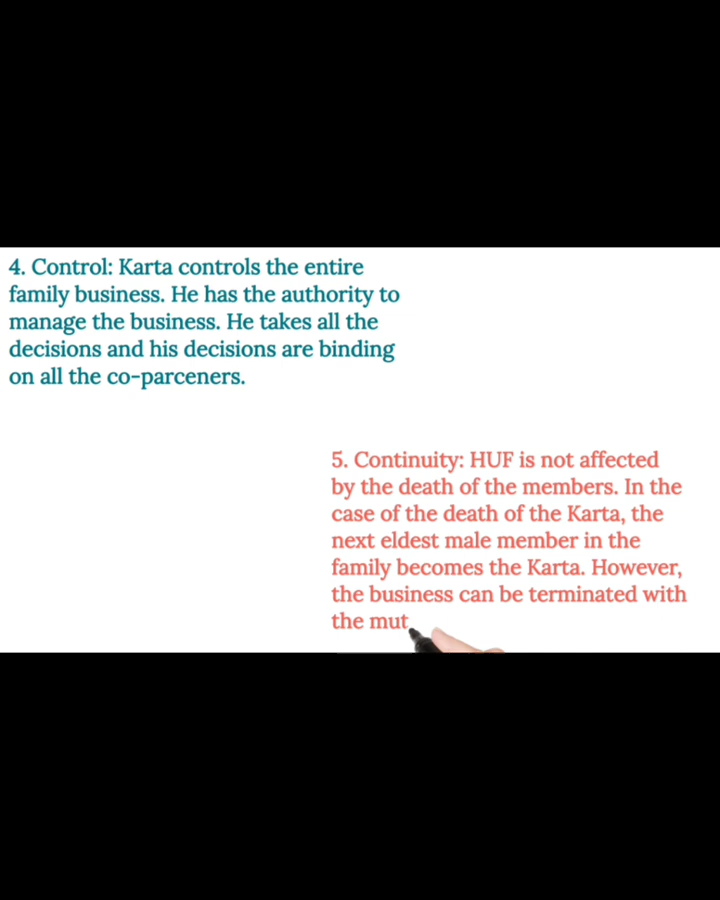 4. Control: Karta controls the entire
family business. He has the authority to
manage the business. He takes all the
decisions and his decisions are binding
on all the co-parceners.
5. Continuity: HUF is not affected
by the death of the members. In the
case of the death of the Karta, the
next eldest male member in the
family becomes the Karta. However,
the business can be terminated with
the mut